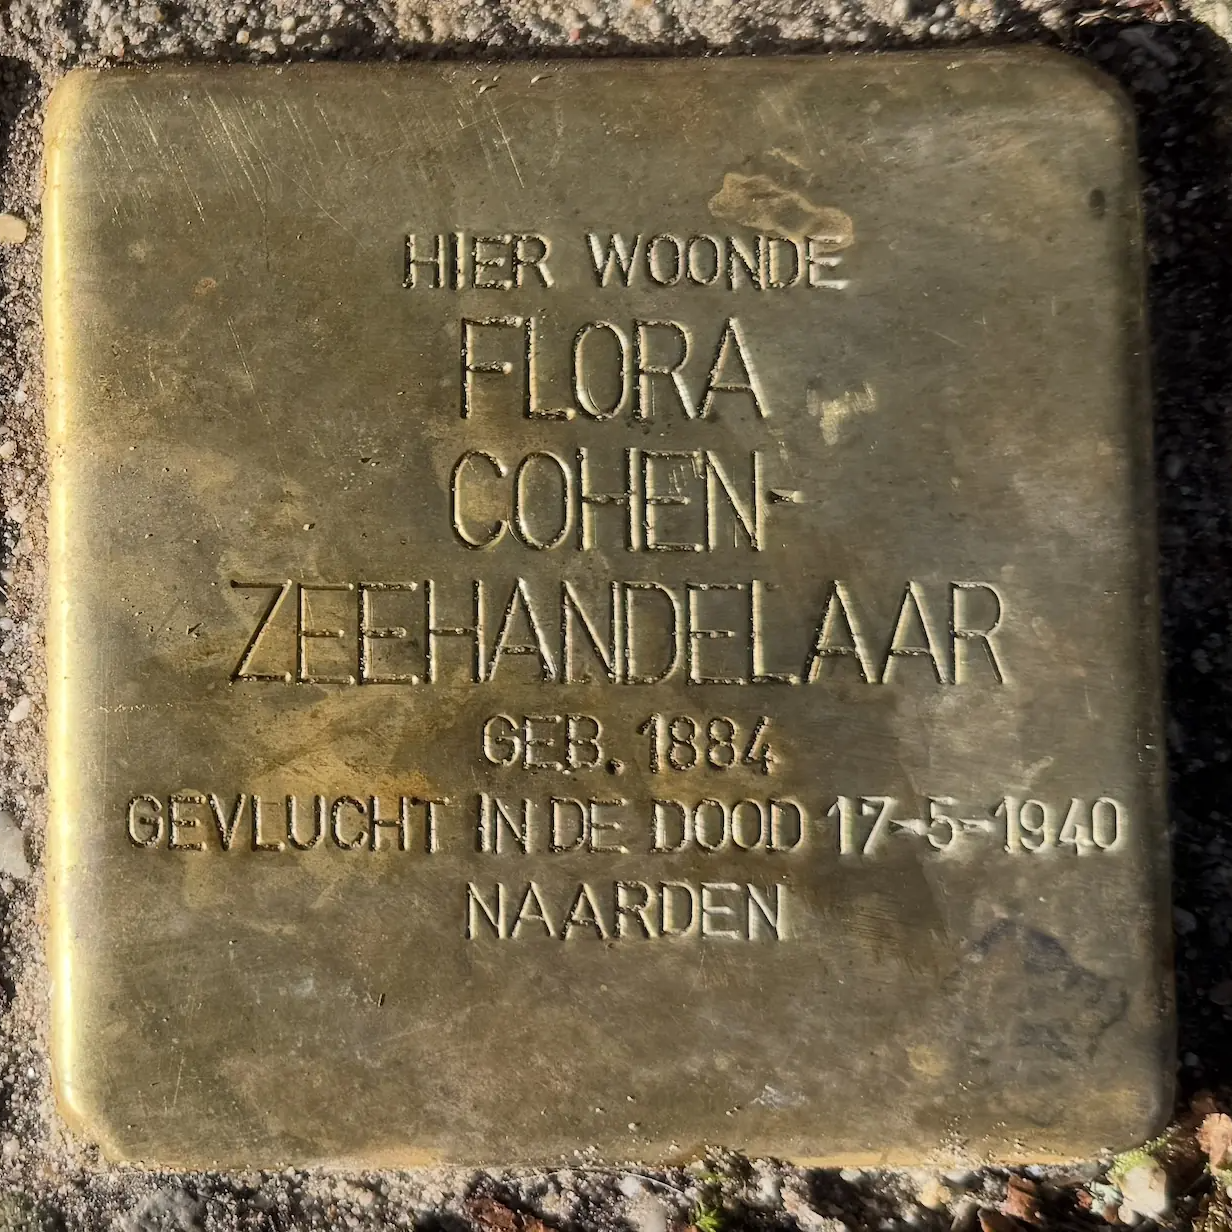 HIER WOONDE
FLORA
COHEN-
ZEEHANDELAAR
GEB. 1884
GEVLUCHT IN DE DOOD 17-5-1940
NAARDEN